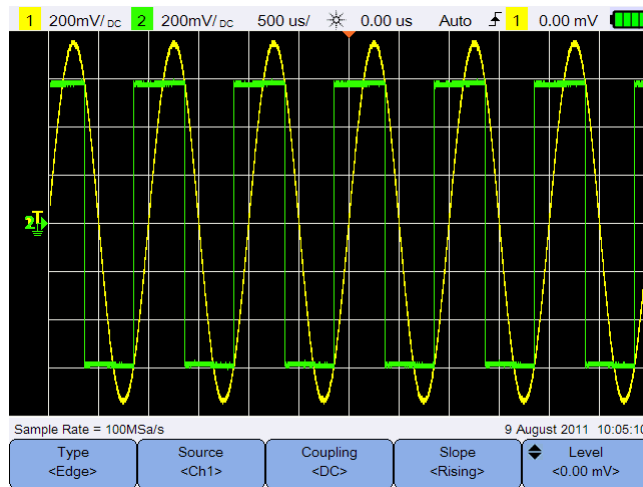 1 200mV/ DC 2 200mV/ DC 500 us/ 0.00 us Auto 1 0.00 mV
2
T
Sample Rate = 100MSa/s 9 August 2011 10:05:10
Type Source Coupling Slope Level
<Edge> <Ch1> <DC> <Rising> <0.00 mV>